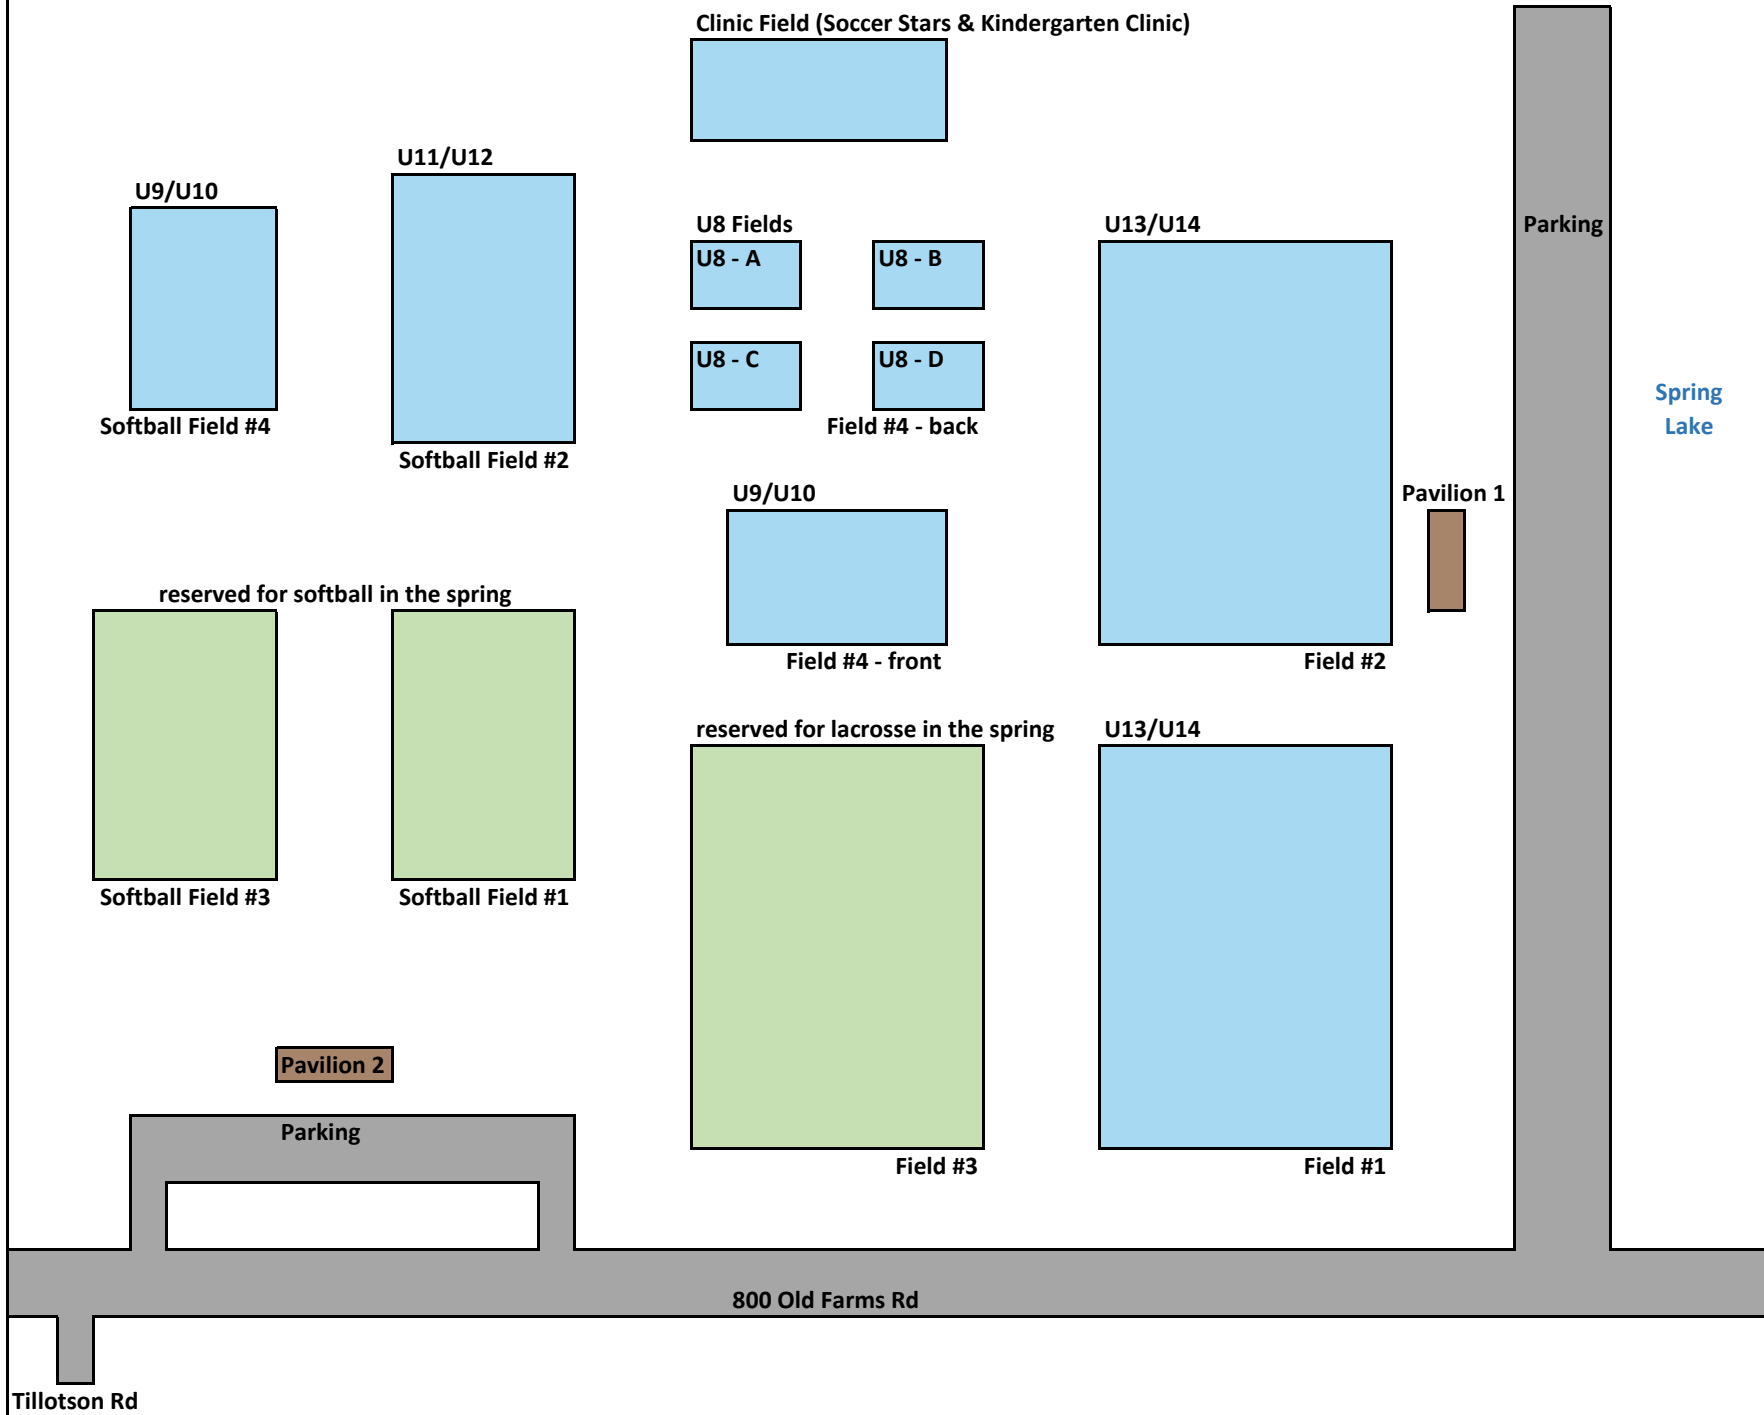 Clinic Field (Soccer Stars & Kindergarten Clinic)
U11/U12
U9/U10
U8 Fields
U13/U14
Parking
U8 - A
U8 - B
U8 - C
U8 - D
Spring
Lake
Softball Field #4
Field #4 - back
Softball Field #2
U9/U10
Pavilion 1
reserved for softball in the spring
Field #4 - front
Field #2
reserved for lacrosse in the spring
U13/U14
Softball Field #3
Softball Field #1
Pavilion 2
Parking
Field #3
Field #1
800 Old Farms Rd
Tillotson Rd